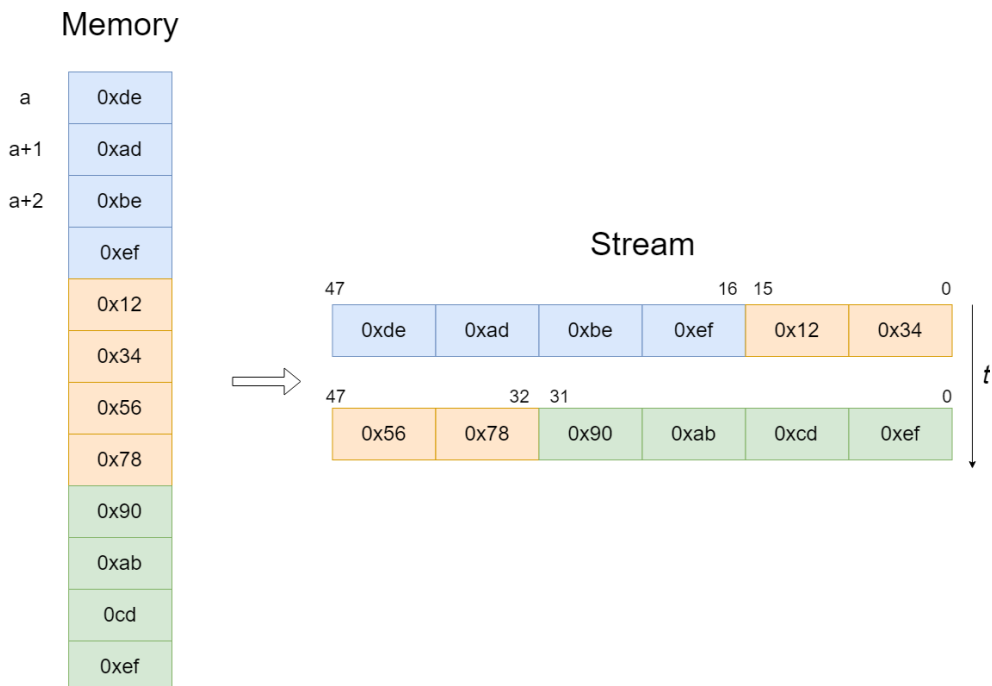 Memory
a 0xde
a+1 0xad
a+2 0xbe
0xef
0x12
0x34
0x56
0x78
0x90
0xab
0cd
0xef
Stream
47 16 15 0
0xde 0xad 0xbe 0xef 0x12 0x34
t
47 32 31 0
0x56 0x78 0x90 0xab 0xcd 0xef